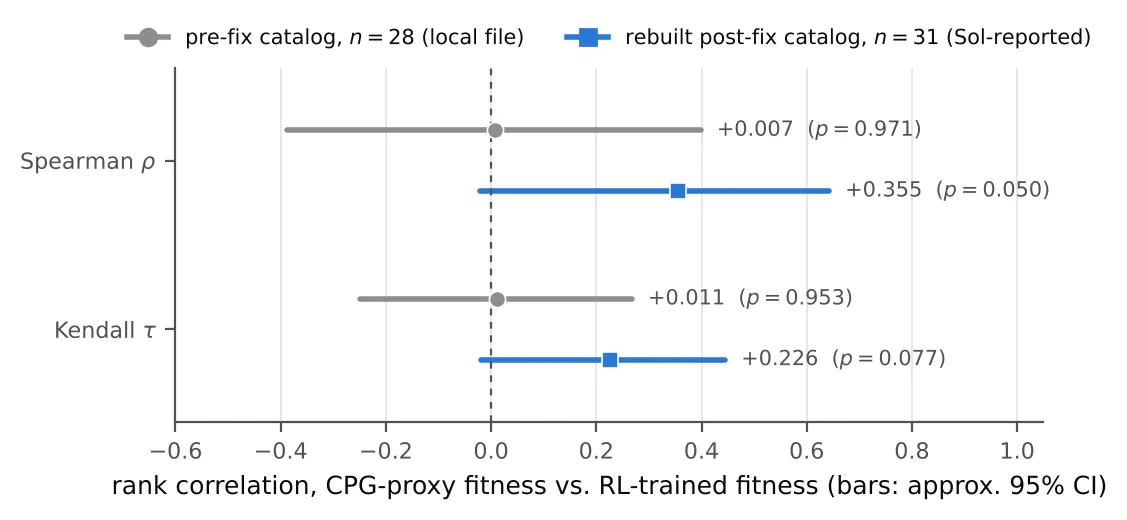 pre-fix catalog, n = 28 (local file)
rebuilt post-fix catalog, n = 31 (Sol-reported)
+0.007 (p = 0.971)
Spearman ρ
+0.355 (p = 0.050)
+0.011 (p = 0.953)
Kendall τ
+0.226 (p = 0.077)
−0.6 −0.4 −0.2 0.0 0.2 0.4 0.6 0.8 1.0
rank correlation, CPG-proxy fitness vs. RL-trained fitness (bars: approx. 95% CI)